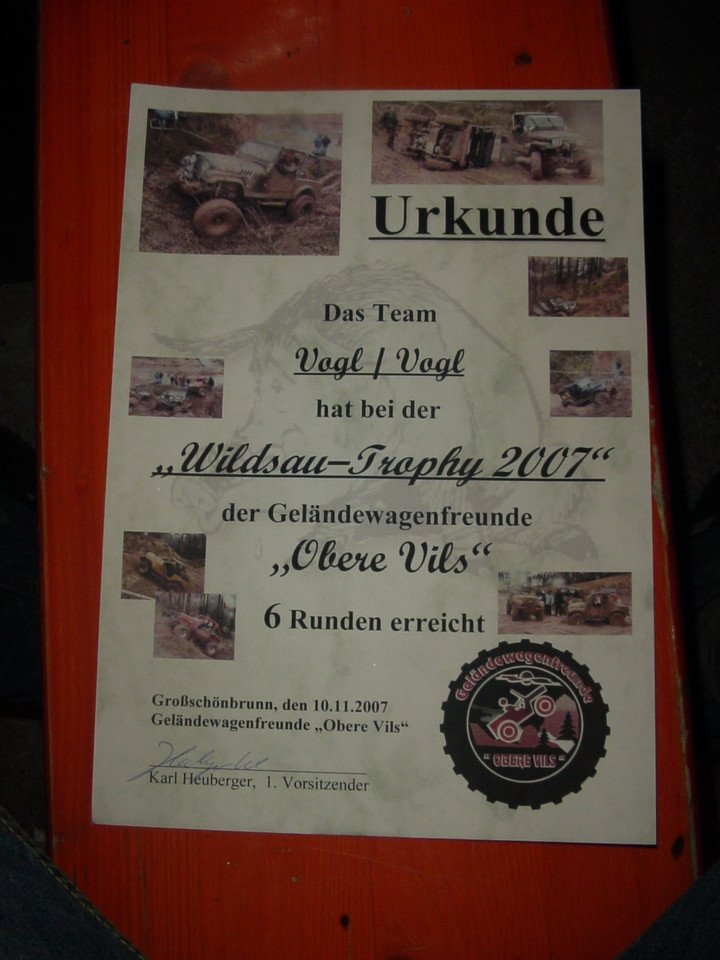 Urkunde
Das Team
Vogl / Vogl
hat bei der
„Wildsau–Trophy 2007“
der Geländewagenfreunde
„Obere Vils“
6 Runden erreicht
Großschönbrunn, den 10.11.2007
Geländewagenfreunde „Obere Vils“
Karl Heuberger, 1. Vorsitzender
Geländewagenfreunde
" OBERE VILS "